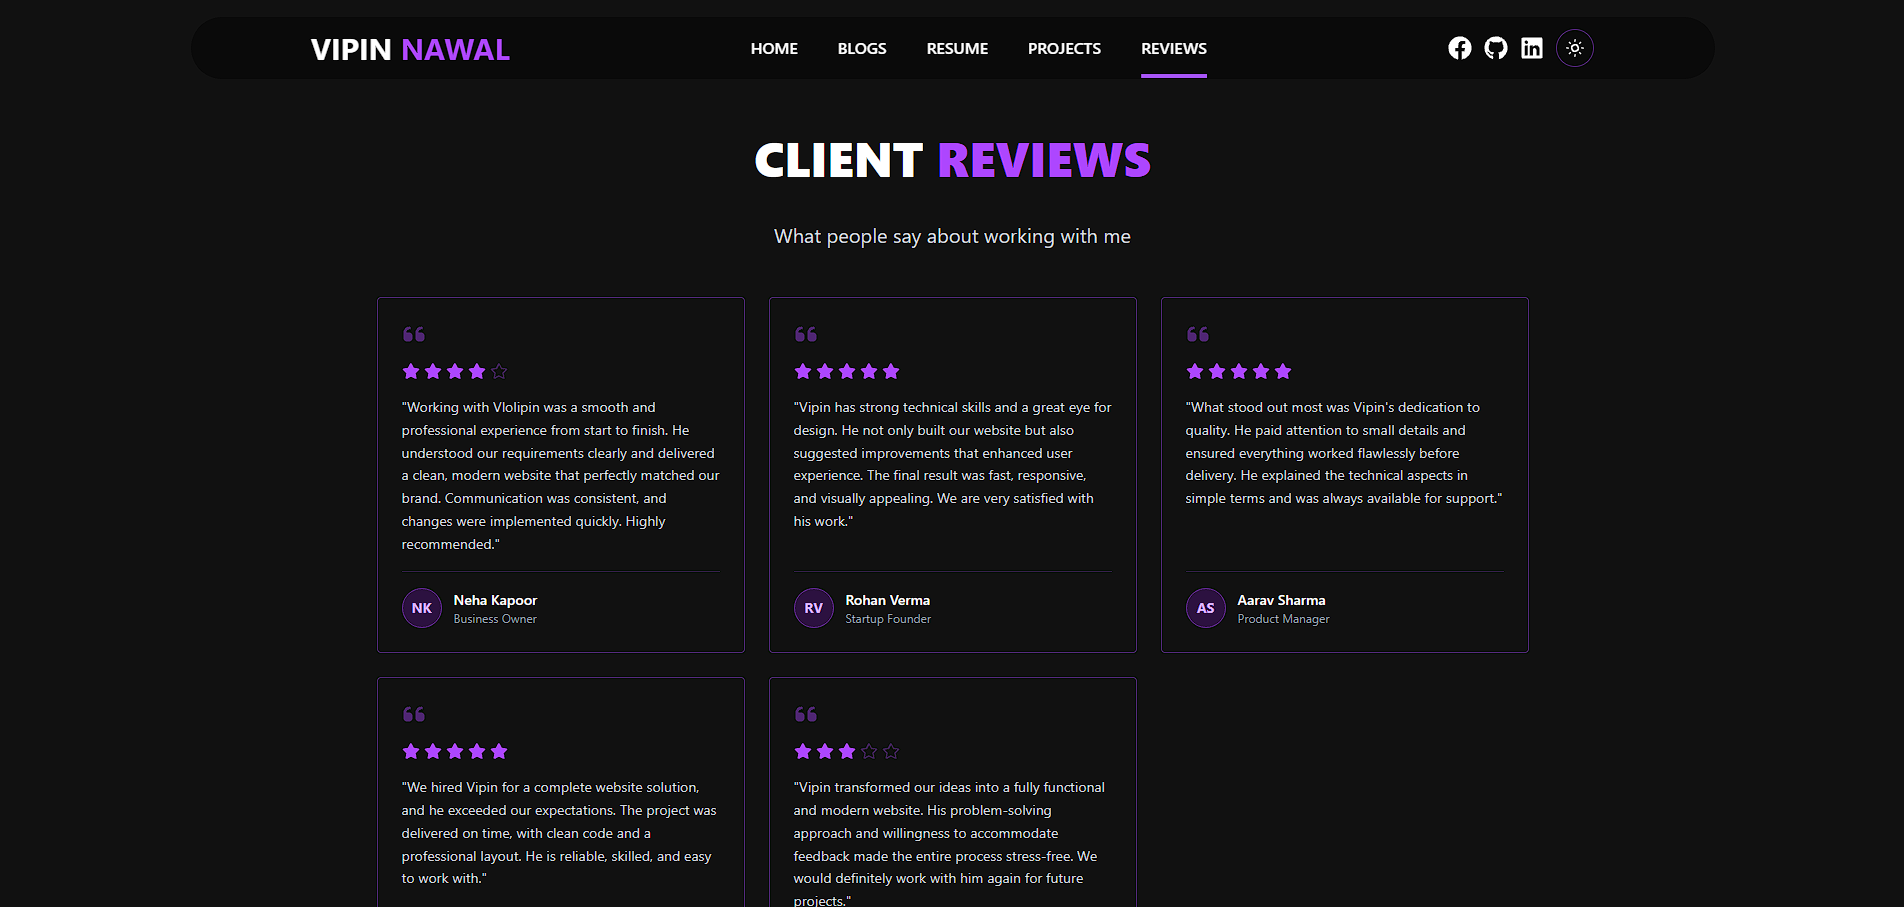 VIPIN NAWAL
HOME BLOGS RESUME PROJECTS REVIEWS
CLIENT REVIEWS
What people say about working with me
"Working with Vlolipin was a smooth and
professional experience from start to finish. He
understood our requirements clearly and delivered
a clean, modern website that perfectly matched our
brand. Communication was consistent, and
changes were implemented quickly. Highly
recommended."
NK
Neha Kapoor
Business Owner
"Vipin has strong technical skills and a great eye for
design. He not only built our website but also
suggested improvements that enhanced user
experience. The final result was fast, responsive,
and visually appealing. We are very satisfied with
his work."
RV
Rohan Verma
Startup Founder
"What stood out most was Vipin's dedication to
quality. He paid attention to small details and
ensured everything worked flawlessly before
delivery. He explained the technical aspects in
simple terms and was always available for support."
AS
Aarav Sharma
Product Manager
"We hired Vipin for a complete website solution,
and he exceeded our expectations. The project was
delivered on time, with clean code and a
professional layout. He is reliable, skilled, and easy
to work with."
"Vipin transformed our ideas into a fully functional
and modern website. His problem-solving
approach and willingness to accommodate
feedback made the entire process stress-free. We
would definitely work with him again for future
projects."